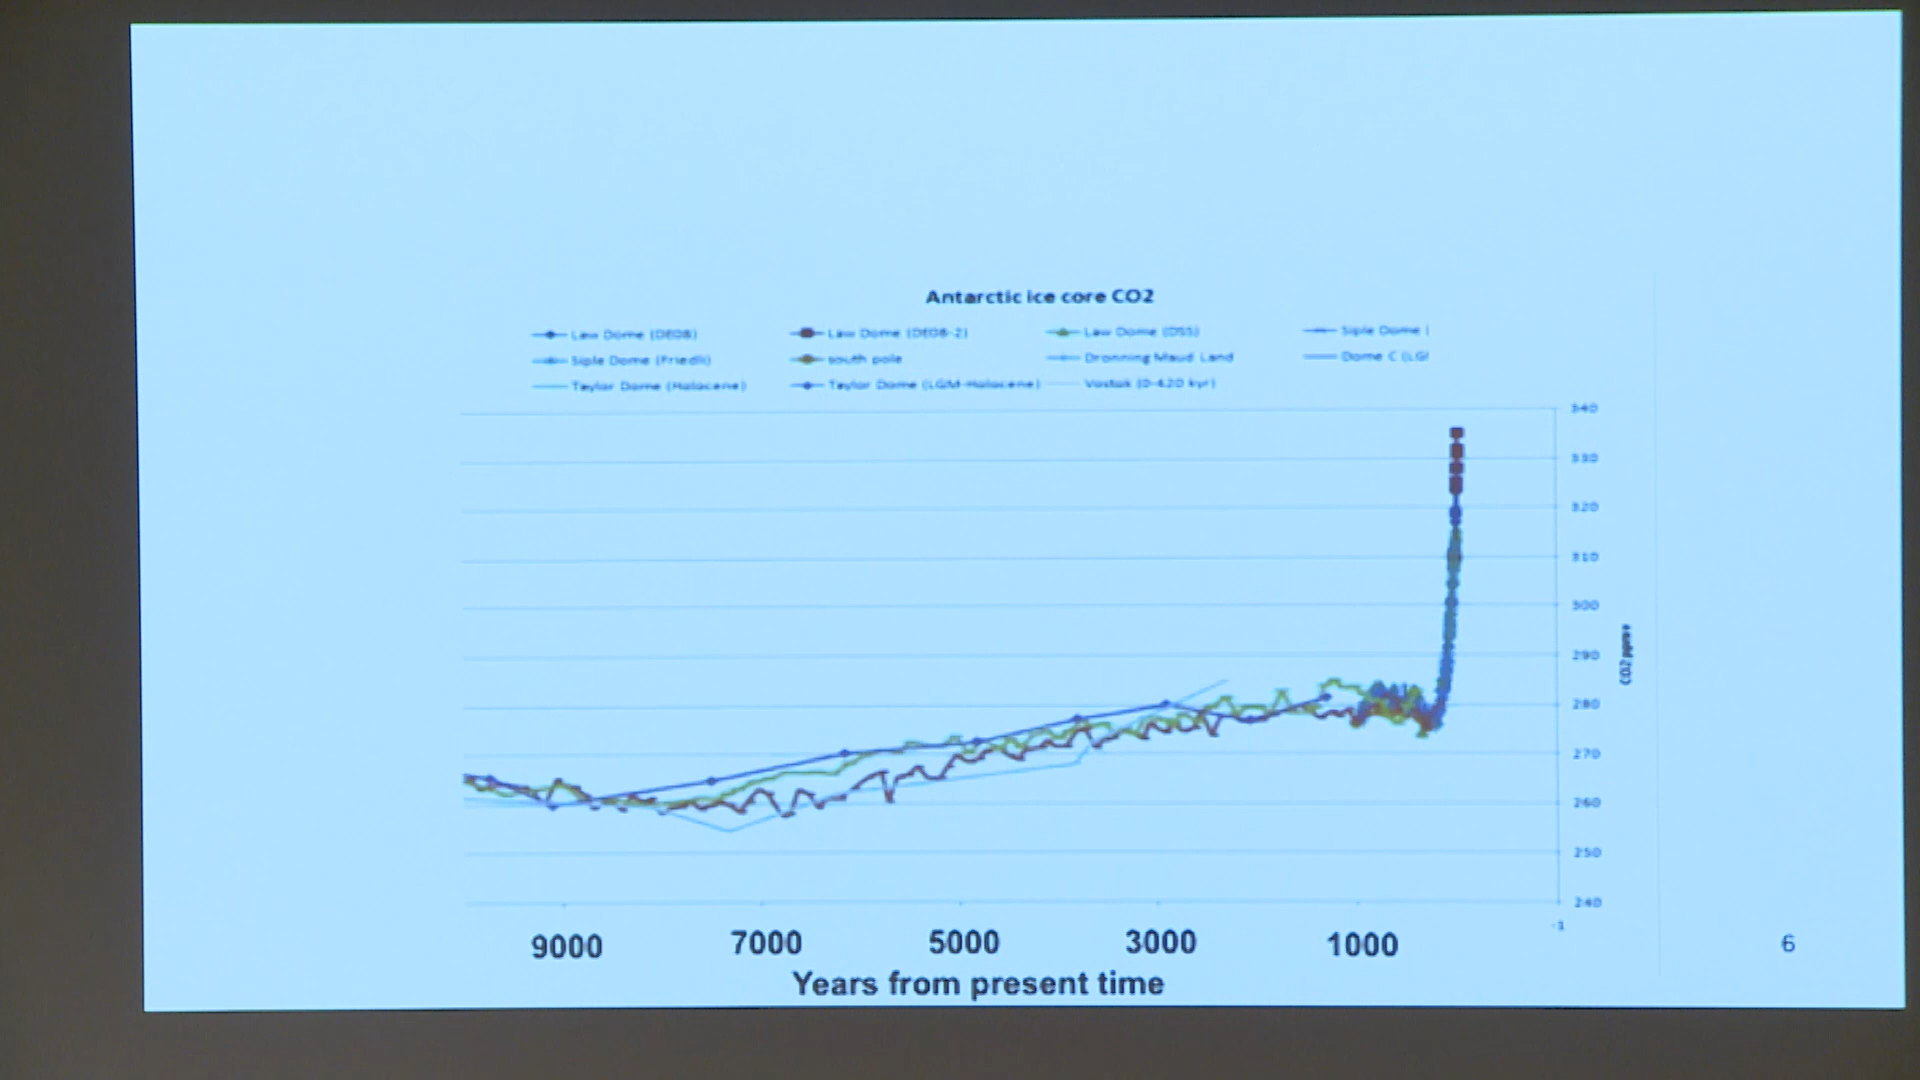 Antarctic ice core CO2
Law Dome (DE08) Law Dome (DE08-2) Law Dome (DSS) Siple Dome (
Siple Dome (Friedli) south pole Dronning Maud Land Dome C (LG
Taylor Dome (Holocene) Taylor Dome (LGM-Holocene) Vostok (0-420 kyr)
340
330
320
310
300
290
280
270
260
250
240
CO2 ppmv
-1
9000 7000 5000 3000 1000
Years from present time
6